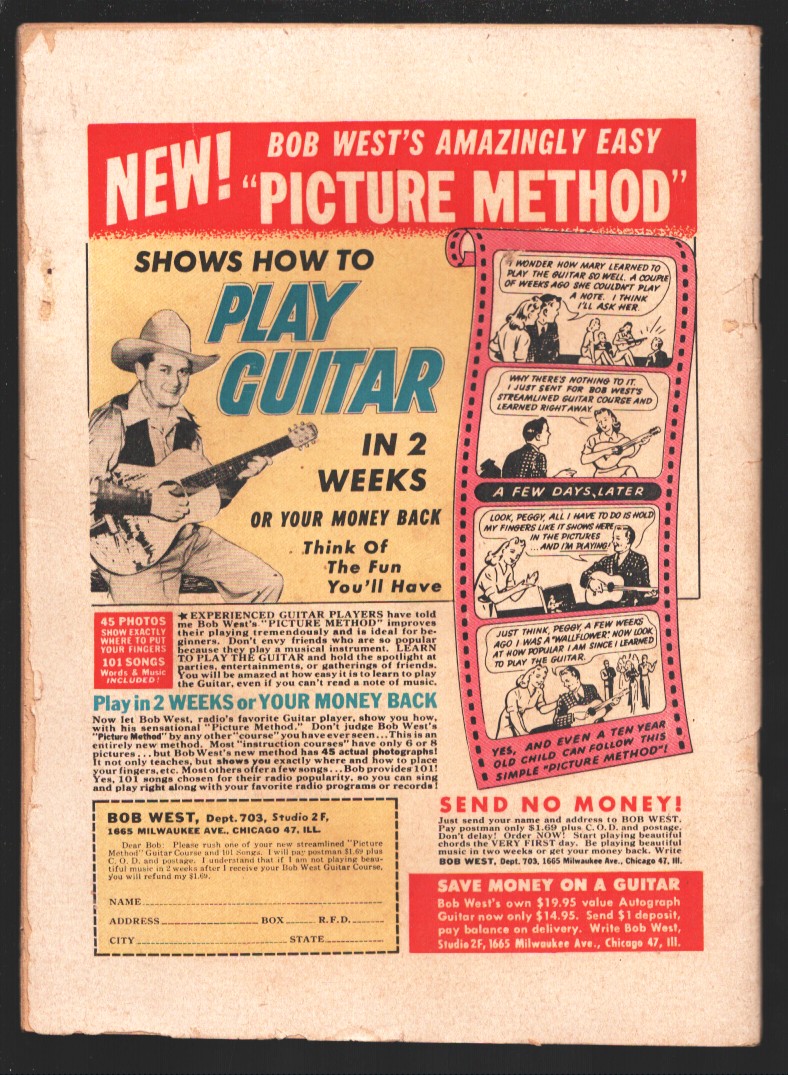 NEW!
BOB WEST'S AMAZINGLY EASY
"PICTURE METHOD"
SHOWS HOW TO
PLAY
GUITAR
IN 2
WEEKS
OR YOUR MONEY BACK
Think Of
The Fun
You'll Have
I WONDER HOW MARY LEARNED TO
PLAY THE GUITAR SO WELL. A COUPLE
OF WEEKS AGO SHE COULDN'T PLAY
A NOTE. I THINK
I'LL ASK HER.
WHY THERE'S NOTHING TO IT.
I JUST SENT FOR BOB WEST'S
STREAMLINED GUITAR COURSE AND
LEARNED RIGHT AWAY.
A FEW DAYS LATER
LOOK, PEGGY, ALL I HAVE TO DO IS HOLD
MY FINGERS LIKE IT SHOWS HERE
IN THE PICTURES
...AND I'M PLAYING!
JUST THINK, PEGGY, A FEW WEEKS
AGO I WAS A "WALLFLOWER". NOW LOOK
AT HOW POPULAR I AM SINCE I LEARNED
TO PLAY THE GUITAR.
YES, AND EVEN A TEN YEAR
OLD CHILD CAN FOLLOW THIS
SIMPLE "PICTURE METHOD"!
45 PHOTOS
SHOW EXACTLY
WHERE TO PUT
YOUR FINGERS
101 SONGS
Words & Music
INCLUDED!
★ EXPERIENCED GUITAR PLAYERS have told
me Bob West's "PICTURE METHOD" improves
their playing tremendously and is ideal for be-
ginners. Don't envy friends who are so popular
because they play a musical instrument. LEARN
TO PLAY THE GUITAR and hold the spotlight at
parties, entertainments, or gatherings of friends.
You will be amazed at how easy it is to learn to play
the Guitar, even if you can't read a note of music.
Play in 2 WEEKS or YOUR MONEY BACK
Now let Bob West, radio's favorite Guitar player, show you, how,
with his sensational "Picture Method." Don't judge Bob West's
"Picture Method" by any other "course" you have ever seen...This is an
entirely new method. Most "instruction courses" have only 6 or 8
pictures...but Bob West's new method has 45 actual photographs!
It not only teaches, but shows you exactly where and how to place
your fingers, etc. Most others offer a few songs...Bob provides 101!
Yes, 101 songs chosen for their radio popularity, so you can sing
and play right along with your favorite radio programs or records!
BOB WEST, Dept. 703, Studio 2F,
1665 MILWAUKEE AVE., CHICAGO 47, ILL.
Dear Bob: Please rush one of your new streamlined "Picture
Method" Guitar Course and 101 Songs. I will pay postman $1.69 plus
C. O. D. and postage. I understand that if I am not playing beau-
tiful music in 2 weeks after I receive your Bob West Guitar Course,
you will refund my $1.69.
NAME
ADDRESS BOX R.F.D.
CITY STATE
SEND NO MONEY!
Just send your name and address to BOB WEST.
Pay postman only $1.69 plus C.O.D. and postage.
Don't delay! Order NOW! Start playing beautiful
chords the VERY FIRST day. Be playing beautiful
music in two weeks or get your money back. Write
BOB WEST, Dept. 703, 1665 Milwaukee Ave., Chicago 47, Ill.
SAVE MONEY ON A GUITAR
Bob West's own $19.95 value Autograph
Guitar now only $14.95. Send $1 deposit,
pay balance on delivery. Write Bob West,
Studio 2F, 1665 Milwaukee Ave., Chicago 47, Ill.